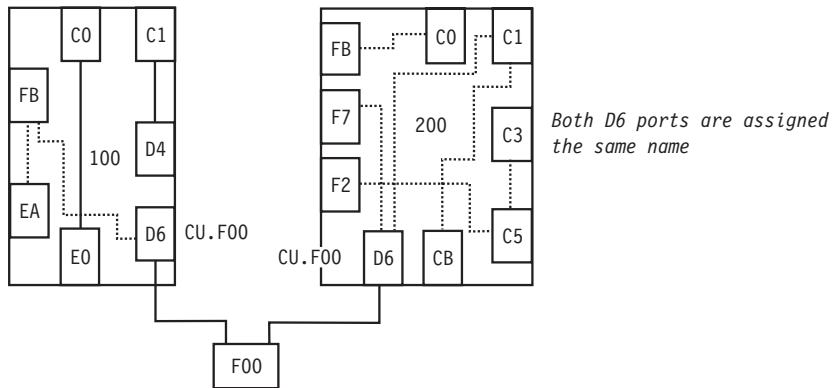 C0
C1
FB
100
D4
EA
D6
CU.F00
E0
FB
C0
C1
F7
200
C3
F2
C5
CU.F00
D6
CB
Both D6 ports are assigned
the same name
F00